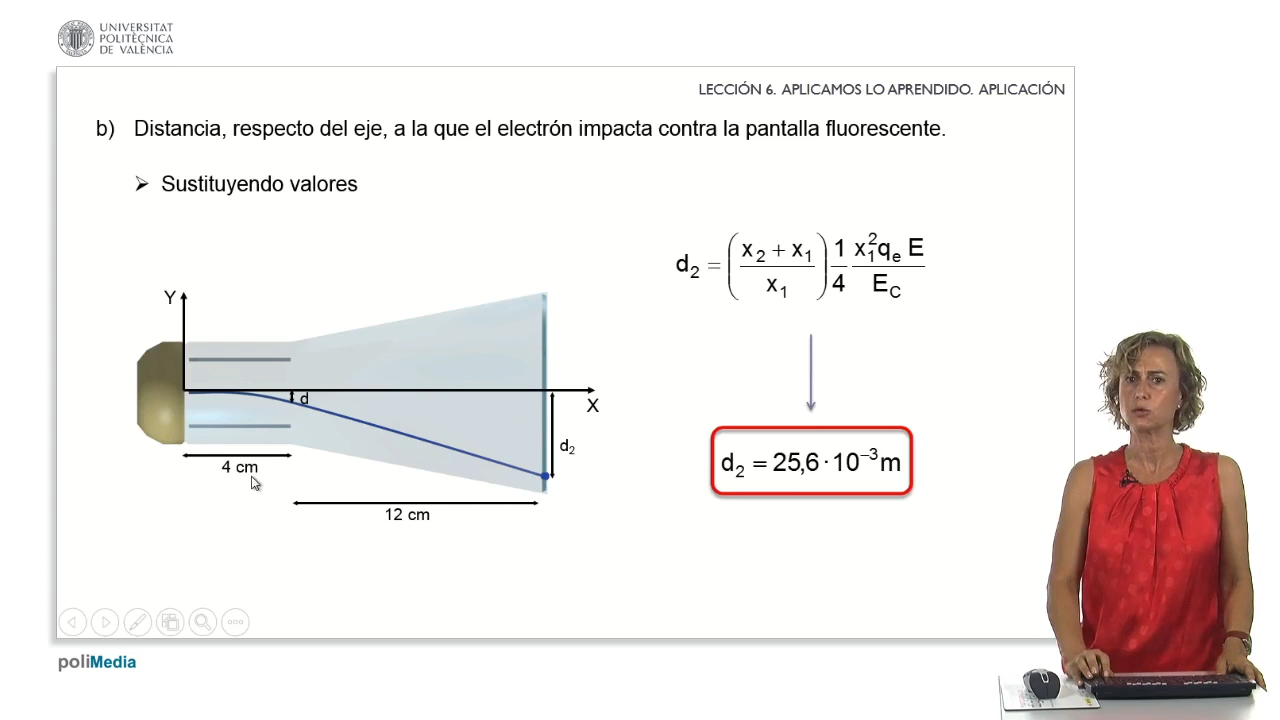 UNIVERSITAT
POLITÈCNICA
DE VALÈNCIA
LECCIÓN 6. APLICAMOS LO APRENDIDO. APLICACIÓN
b) Distancia, respecto del eje, a la que el electrón impacta contra la pantalla fluorescente.
➢ Sustituyendo valores
d₂ = ((x₂ + x₁)/x₁) 1/4 (x₁² qₑ E)/E_C
Y
d
X
d₂
4 cm
12 cm
d₂ = 25,6 · 10⁻³ m
poliMedia